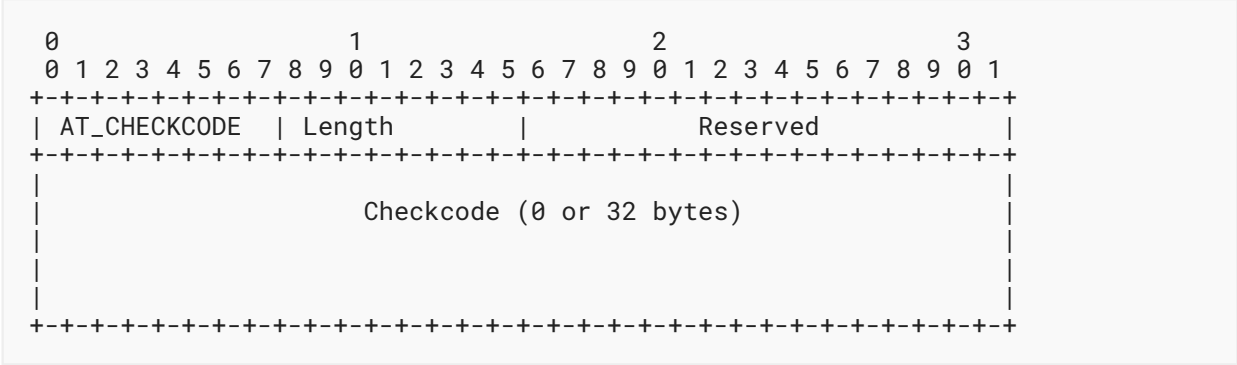 0                   1                   2                   3
 0 1 2 3 4 5 6 7 8 9 0 1 2 3 4 5 6 7 8 9 0 1 2 3 4 5 6 7 8 9 0 1
+-+-+-+-+-+-+-+-+-+-+-+-+-+-+-+-+-+-+-+-+-+-+-+-+-+-+-+-+-+-+-+-+
| AT_CHECKCODE  | Length        |           Reserved            |
+-+-+-+-+-+-+-+-+-+-+-+-+-+-+-+-+-+-+-+-+-+-+-+-+-+-+-+-+-+-+-+-+
|                                                               |
|                     Checkcode (0 or 32 bytes)                 |
|                                                               |
|                                                               |
|                                                               |
+-+-+-+-+-+-+-+-+-+-+-+-+-+-+-+-+-+-+-+-+-+-+-+-+-+-+-+-+-+-+-+-+